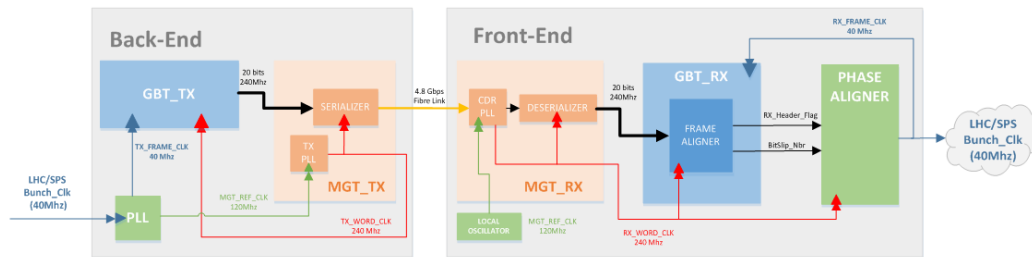 Back-End
GBT_TX
20 bits
240Mhz
SERIALIZER
TX
PLL
MGT_TX
TX_FRAME_CLK
40 Mhz
LHC/SPS
Bunch_Clk
(40Mhz)
PLL
MGT_REF_CLK
120Mhz
TX_WORD_CLK
240 Mhz
4.8 Gbps
Fibre Link
Front-End
CDR
PLL
DESERIALIZER
MGT_RX
20 bits
240Mhz
LOCAL
OSCILLATOR
MGT_REF_CLK
120Mhz
RX_WORD_CLK
240 Mhz
GBT_RX
FRAME
ALIGNER
RX_Header_Flag
BitSlip_Nbr
RX_FRAME_CLK
40 Mhz
PHASE
ALIGNER
LHC/SPS
Bunch_Clk
(40Mhz)